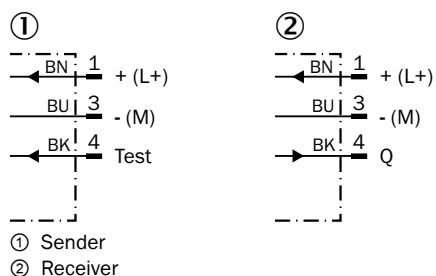 ① ②
BN 1 + (L+) BN 1 + (L+)
BU 3 - (M) BU 3 - (M)
BK 4 Test BK 4 Q
① Sender
② Receiver